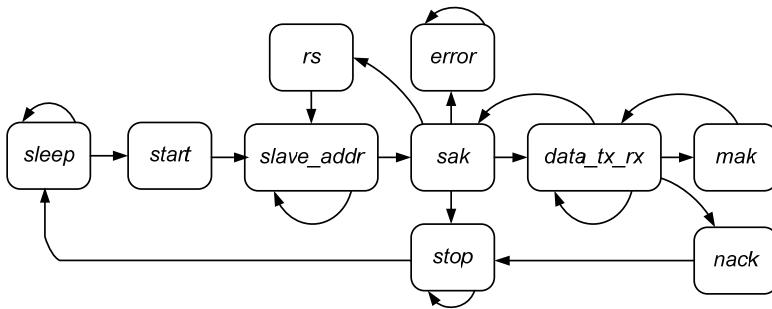 rs
error
sleep
start
slave_addr
sak
data_tx_rx
mak
stop
nack